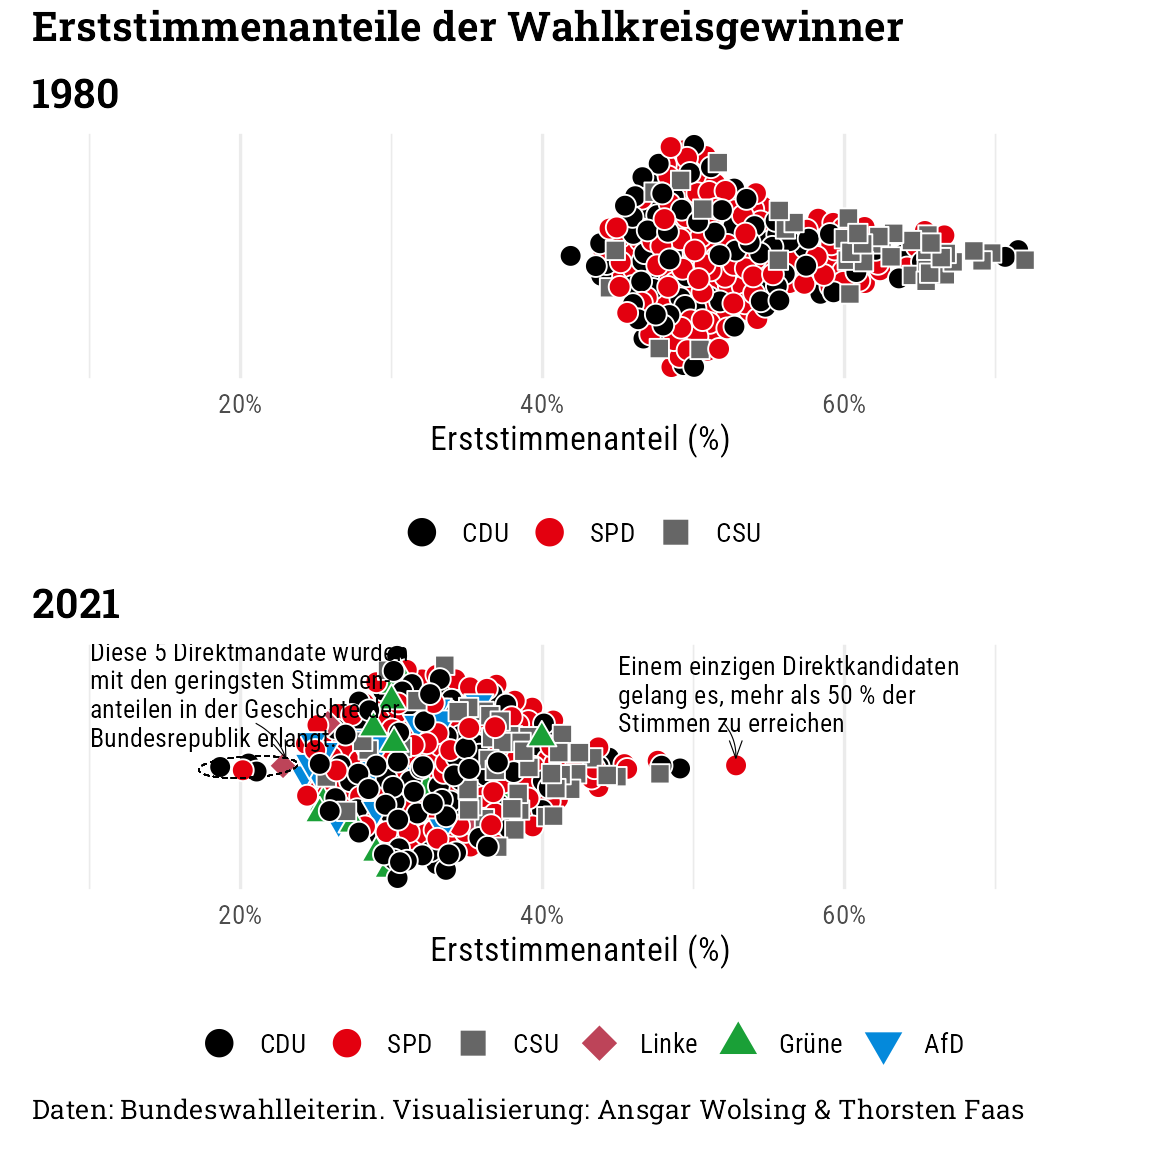 Erststimmenanteile der Wahlkreisgewinner
1980
20% 40% 60%
Erststimmenanteil (%)
CDU SPD CSU
2021
Diese 5 Direktmandate wurden
mit den geringsten Stimmen-
anteilen in der Geschichte der
Bundesrepublik erlangt.
Einem einzigen Direktkandidaten
gelang es, mehr als 50 % der
Stimmen zu erreichen
20% 40% 60%
Erststimmenanteil (%)
CDU SPD CSU Linke Grüne AfD
Daten: Bundeswahlleiterin. Visualisierung: Ansgar Wolsing & Thorsten Faas